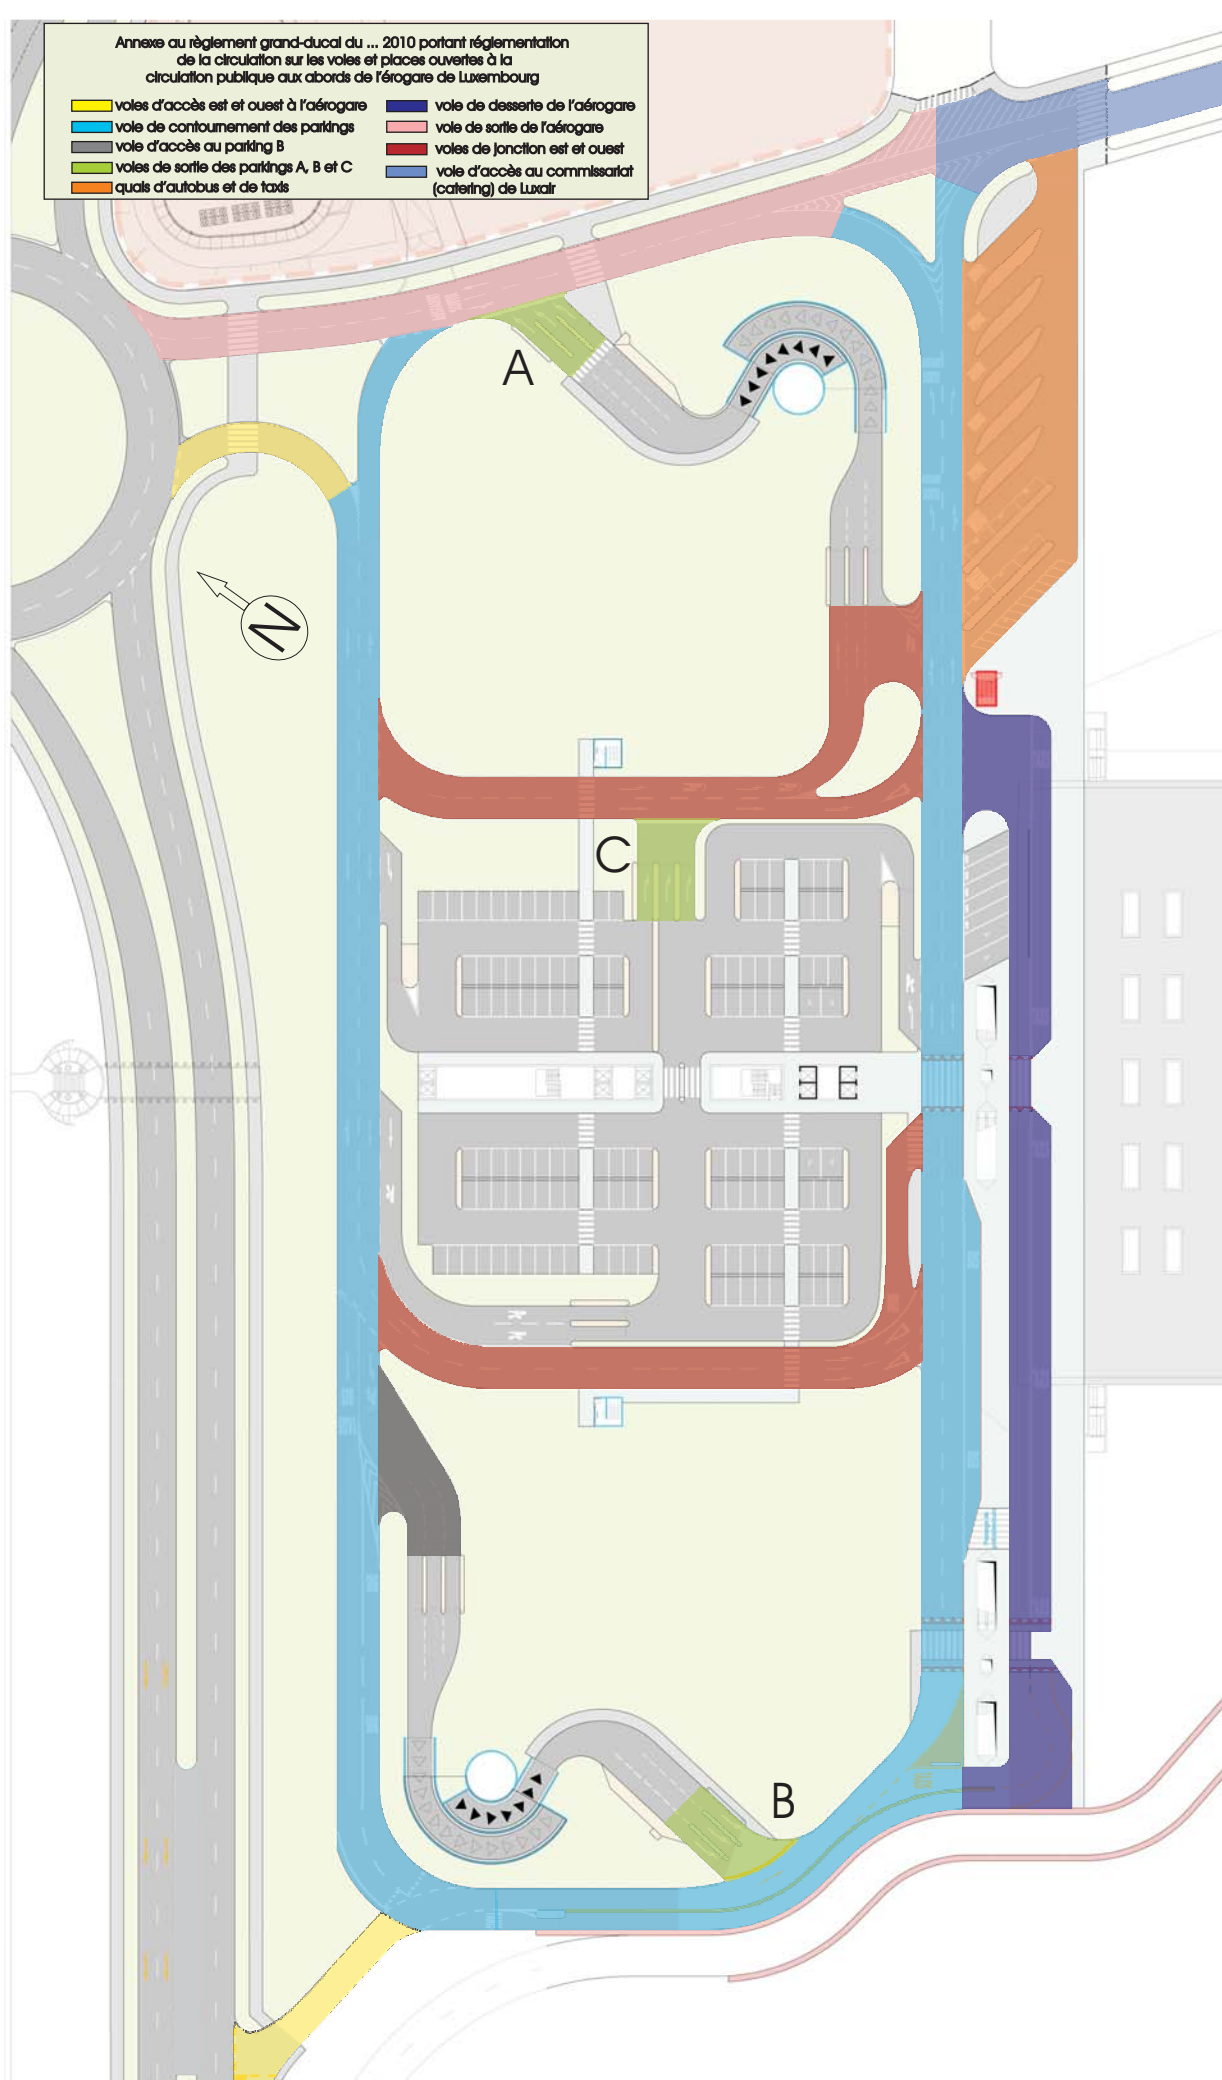 Annexe au règlement grand-ducal du ... 2010 portant réglementation
de la circulation sur les voies et places ouvertes à la
circulation publique aux abords de l'érogare de Luxembourg
voies d'accès est et ouest à l'aérogare
voie de contournement des parkings
voie d'accès au parking B
voies de sortie des parkings A, B et C
quais d'autobus et de taxis
voie de desserte de l'aérogare
voie de sortie de l'aérogare
voies de jonction est et ouest
voie d'accès au commissariat
(catering) de Luxair
A
N
C
B